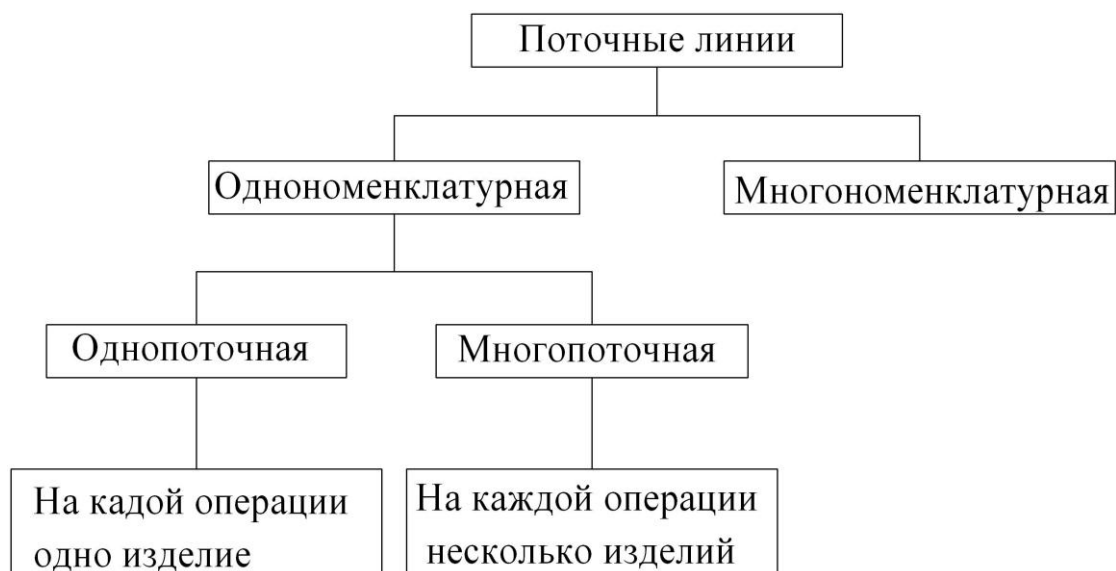 Поточные линии
Однономенклатурная
Многономенклатурная
Однопоточная
Многопоточная
На кадой операции
одно изделие
На каждой операции
несколько изделий